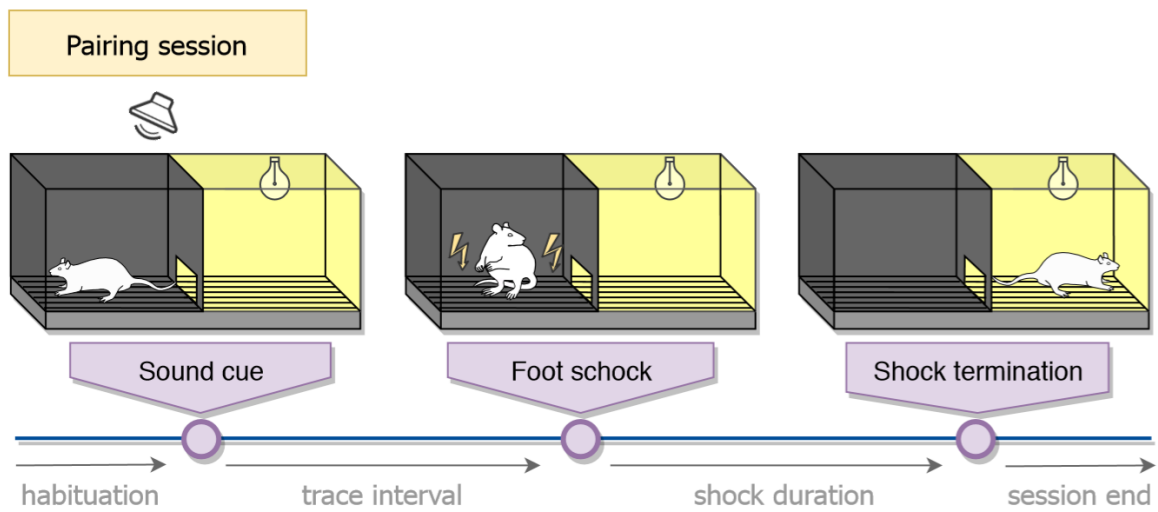 Pairing session
Sound cue
Foot schock
Shock termination
habituation
trace interval
shock duration
session end